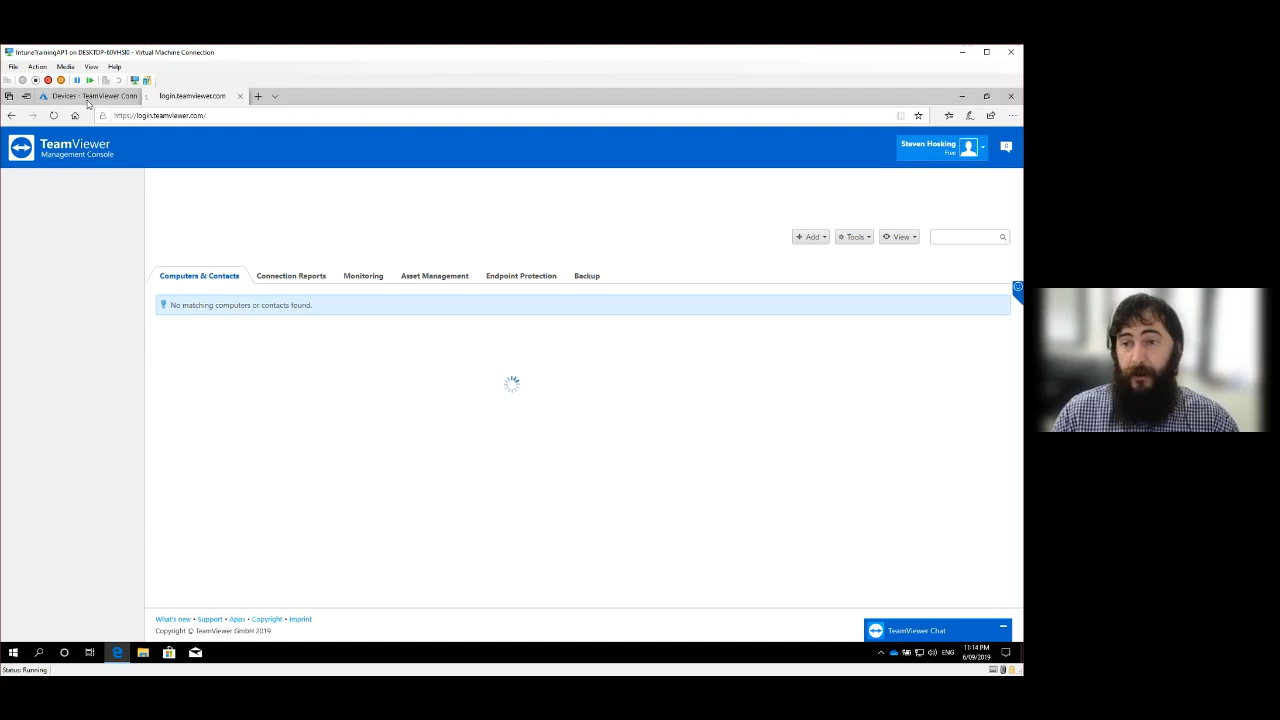 IntuneTrainingAP1 on DESKTOP-60VHSI0 - Virtual Machine Connection
File Action Media View Help
Devices - TeamViewer Conn
login.teamviewer.com
https://login.teamviewer.com/
TeamViewer
Management Console
Steven Hosking
Free
+ Add
Tools
View
Computers & Contacts
Connection Reports
Monitoring
Asset Management
Endpoint Protection
Backup
No matching computers or contacts found.
What's new • Support • Apps • Copyright • Imprint
Copyright © TeamViewer GmbH 2019
TeamViewer Chat
ENG
11:14 PM
6/09/2019
Status: Running